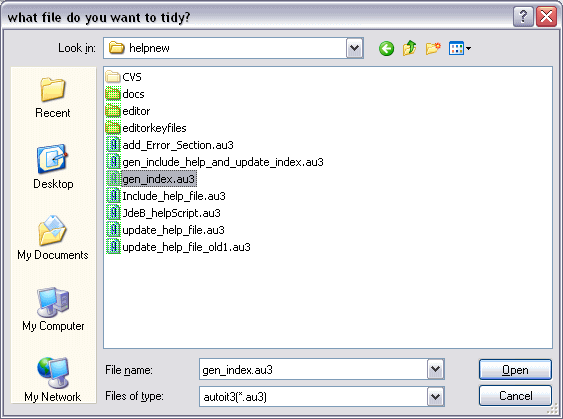 what file do you want to tidy?
Look in: helpnew
Recent
Desktop
My Documents
My Computer
My Network
CVS
docs
editor
editorkeyfiles
add_Error_Section.au3
gen_include_help_and_update_index.au3
gen_index.au3
Include_help_file.au3
JdeB_helpScript.au3
update_help_file.au3
update_help_file_old1.au3
File name: gen_index.au3 Open
Files of type: autoit3(*.au3) Cancel